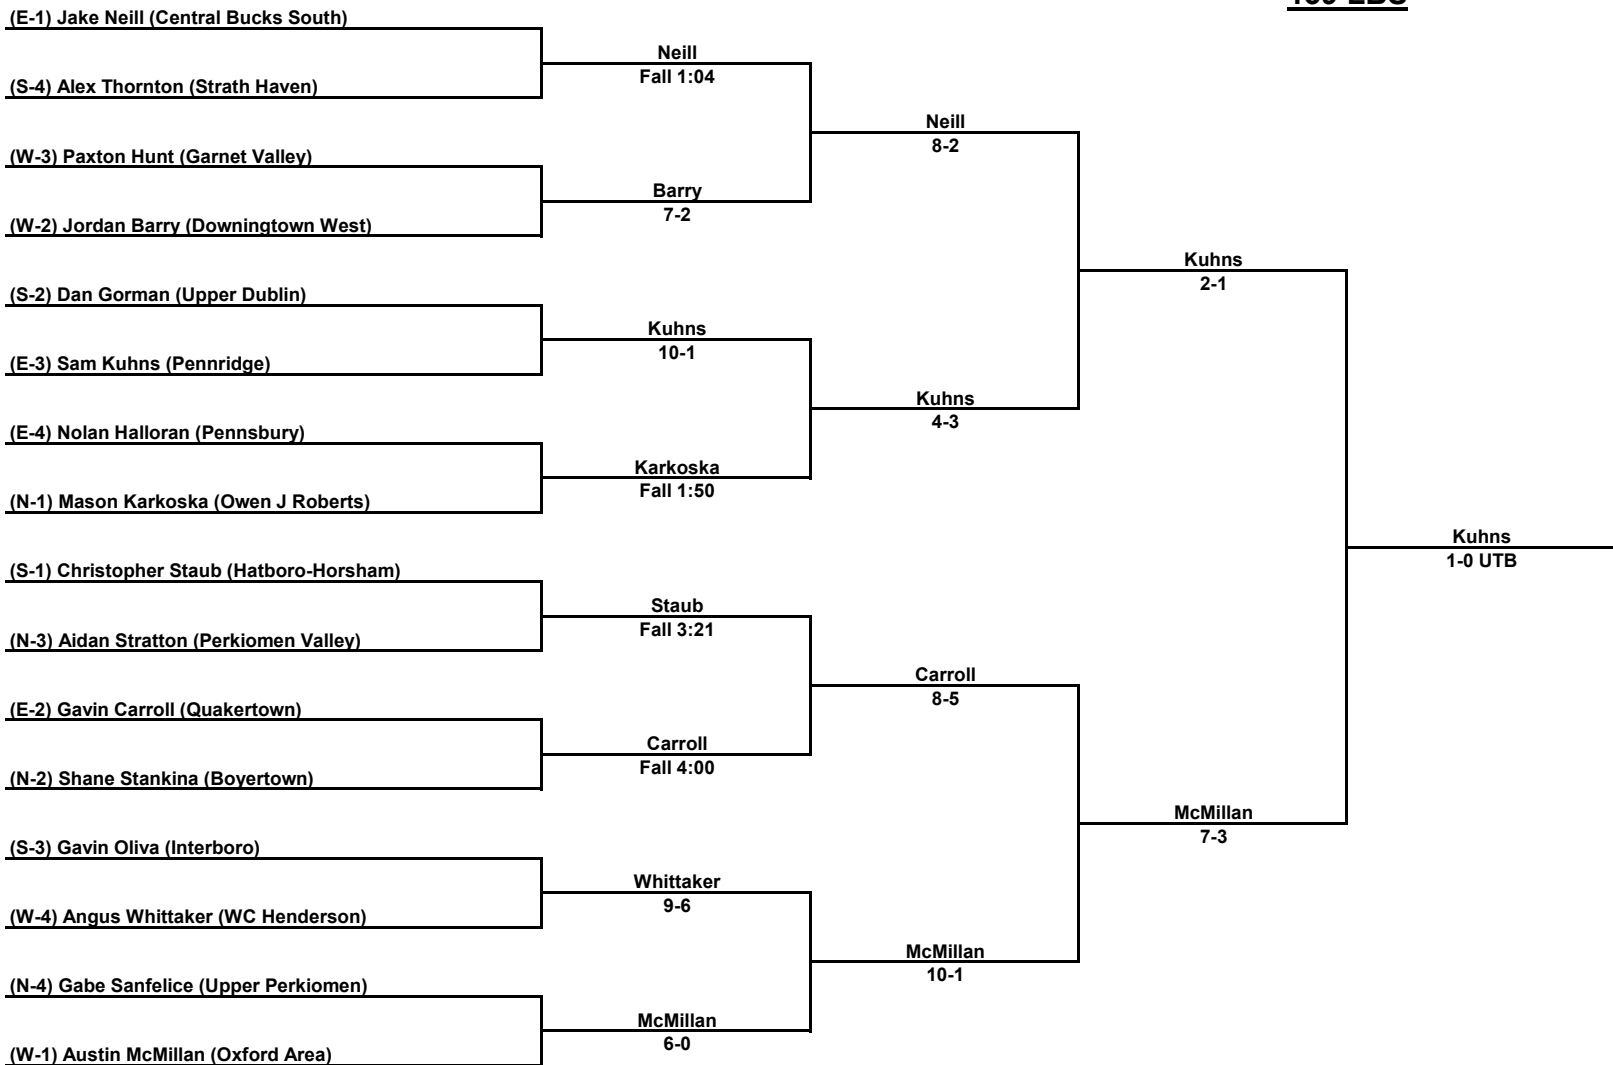 (E-1) Jake Neill (Central Bucks South)
Neill
Fall 1:04
(S-4) Alex Thornton (Strath Haven)
Neill
8-2
(W-3) Paxton Hunt (Garnet Valley)
Barry
7-2
(W-2) Jordan Barry (Downingtown West)
Kuhns
2-1
(S-2) Dan Gorman (Upper Dublin)
Kuhns
10-1
(E-3) Sam Kuhns (Pennridge)
Kuhns
4-3
(E-4) Nolan Halloran (Pennsbury)
Karkoska
Fall 1:50
(N-1) Mason Karkoska (Owen J Roberts)
Kuhns
1-0 UTB
(S-1) Christopher Staub (Hatboro-Horsham)
Staub
Fall 3:21
(N-3) Aidan Stratton (Perkiomen Valley)
Carroll
8-5
(E-2) Gavin Carroll (Quakertown)
Carroll
Fall 4:00
(N-2) Shane Stankina (Boyertown)
McMillan
7-3
(S-3) Gavin Oliva (Interboro)
Whittaker
9-6
(W-4) Angus Whittaker (WC Henderson)
McMillan
10-1
(N-4) Gabe Sanfelice (Upper Perkiomen)
McMillan
6-0
(W-1) Austin McMillan (Oxford Area)